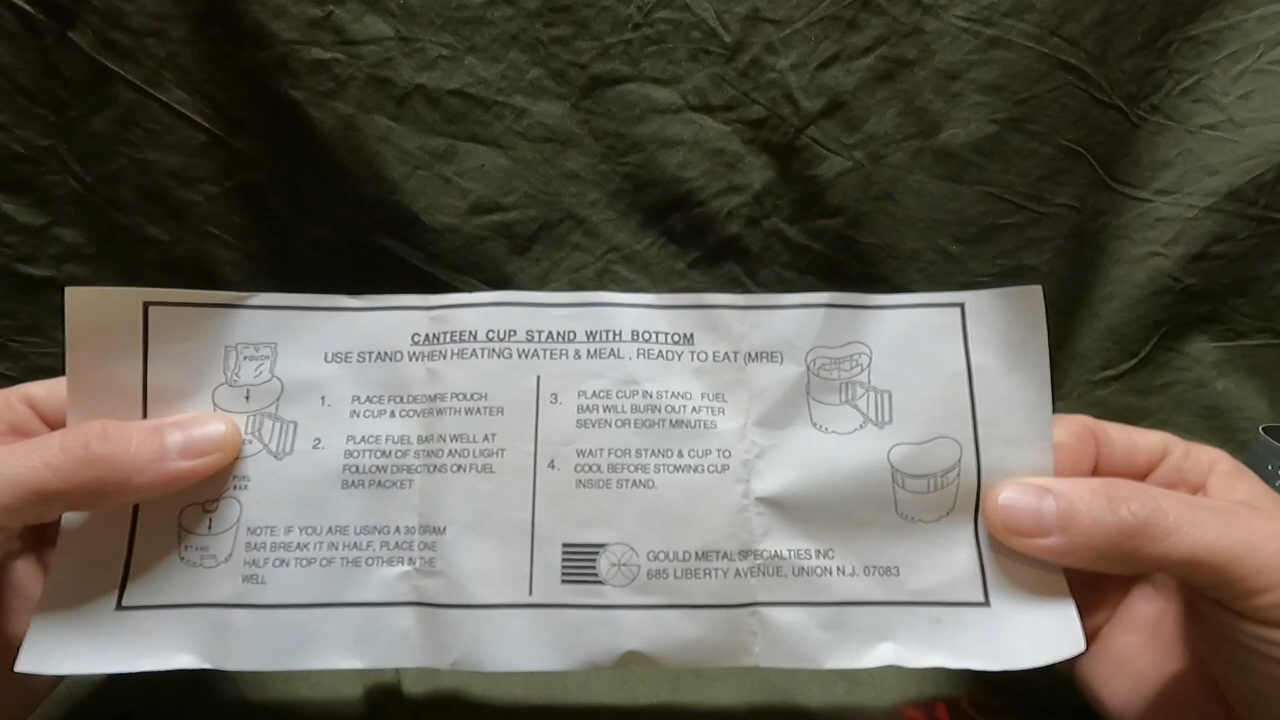 CANTEEN CUP STAND WITH BOTTOM
USE STAND WHEN HEATING WATER & MEAL , READY TO EAT (MRE)
POUCH
1. PLACE FOLDED MRE POUCH
IN CUP & COVER WITH WATER
2. PLACE FUEL BAR IN WELL AT
BOTTOM OF STAND AND LIGHT
FOLLOW DIRECTIONS ON FUEL
BAR PACKET
FUEL
BAR
STAND
NOTE: IF YOU ARE USING A 30 GRAM
BAR BREAK IT IN HALF, PLACE ONE
HALF ON TOP OF THE OTHER IN THE
WELL
3. PLACE CUP IN STAND. FUEL
BAR WILL BURN OUT AFTER
SEVEN OR EIGHT MINUTES
4. WAIT FOR STAND & CUP TO
COOL BEFORE STOWING CUP
INSIDE STAND.
GOULD METAL SPECIALTIES INC
685 LIBERTY AVENUE, UNION N.J. 07083